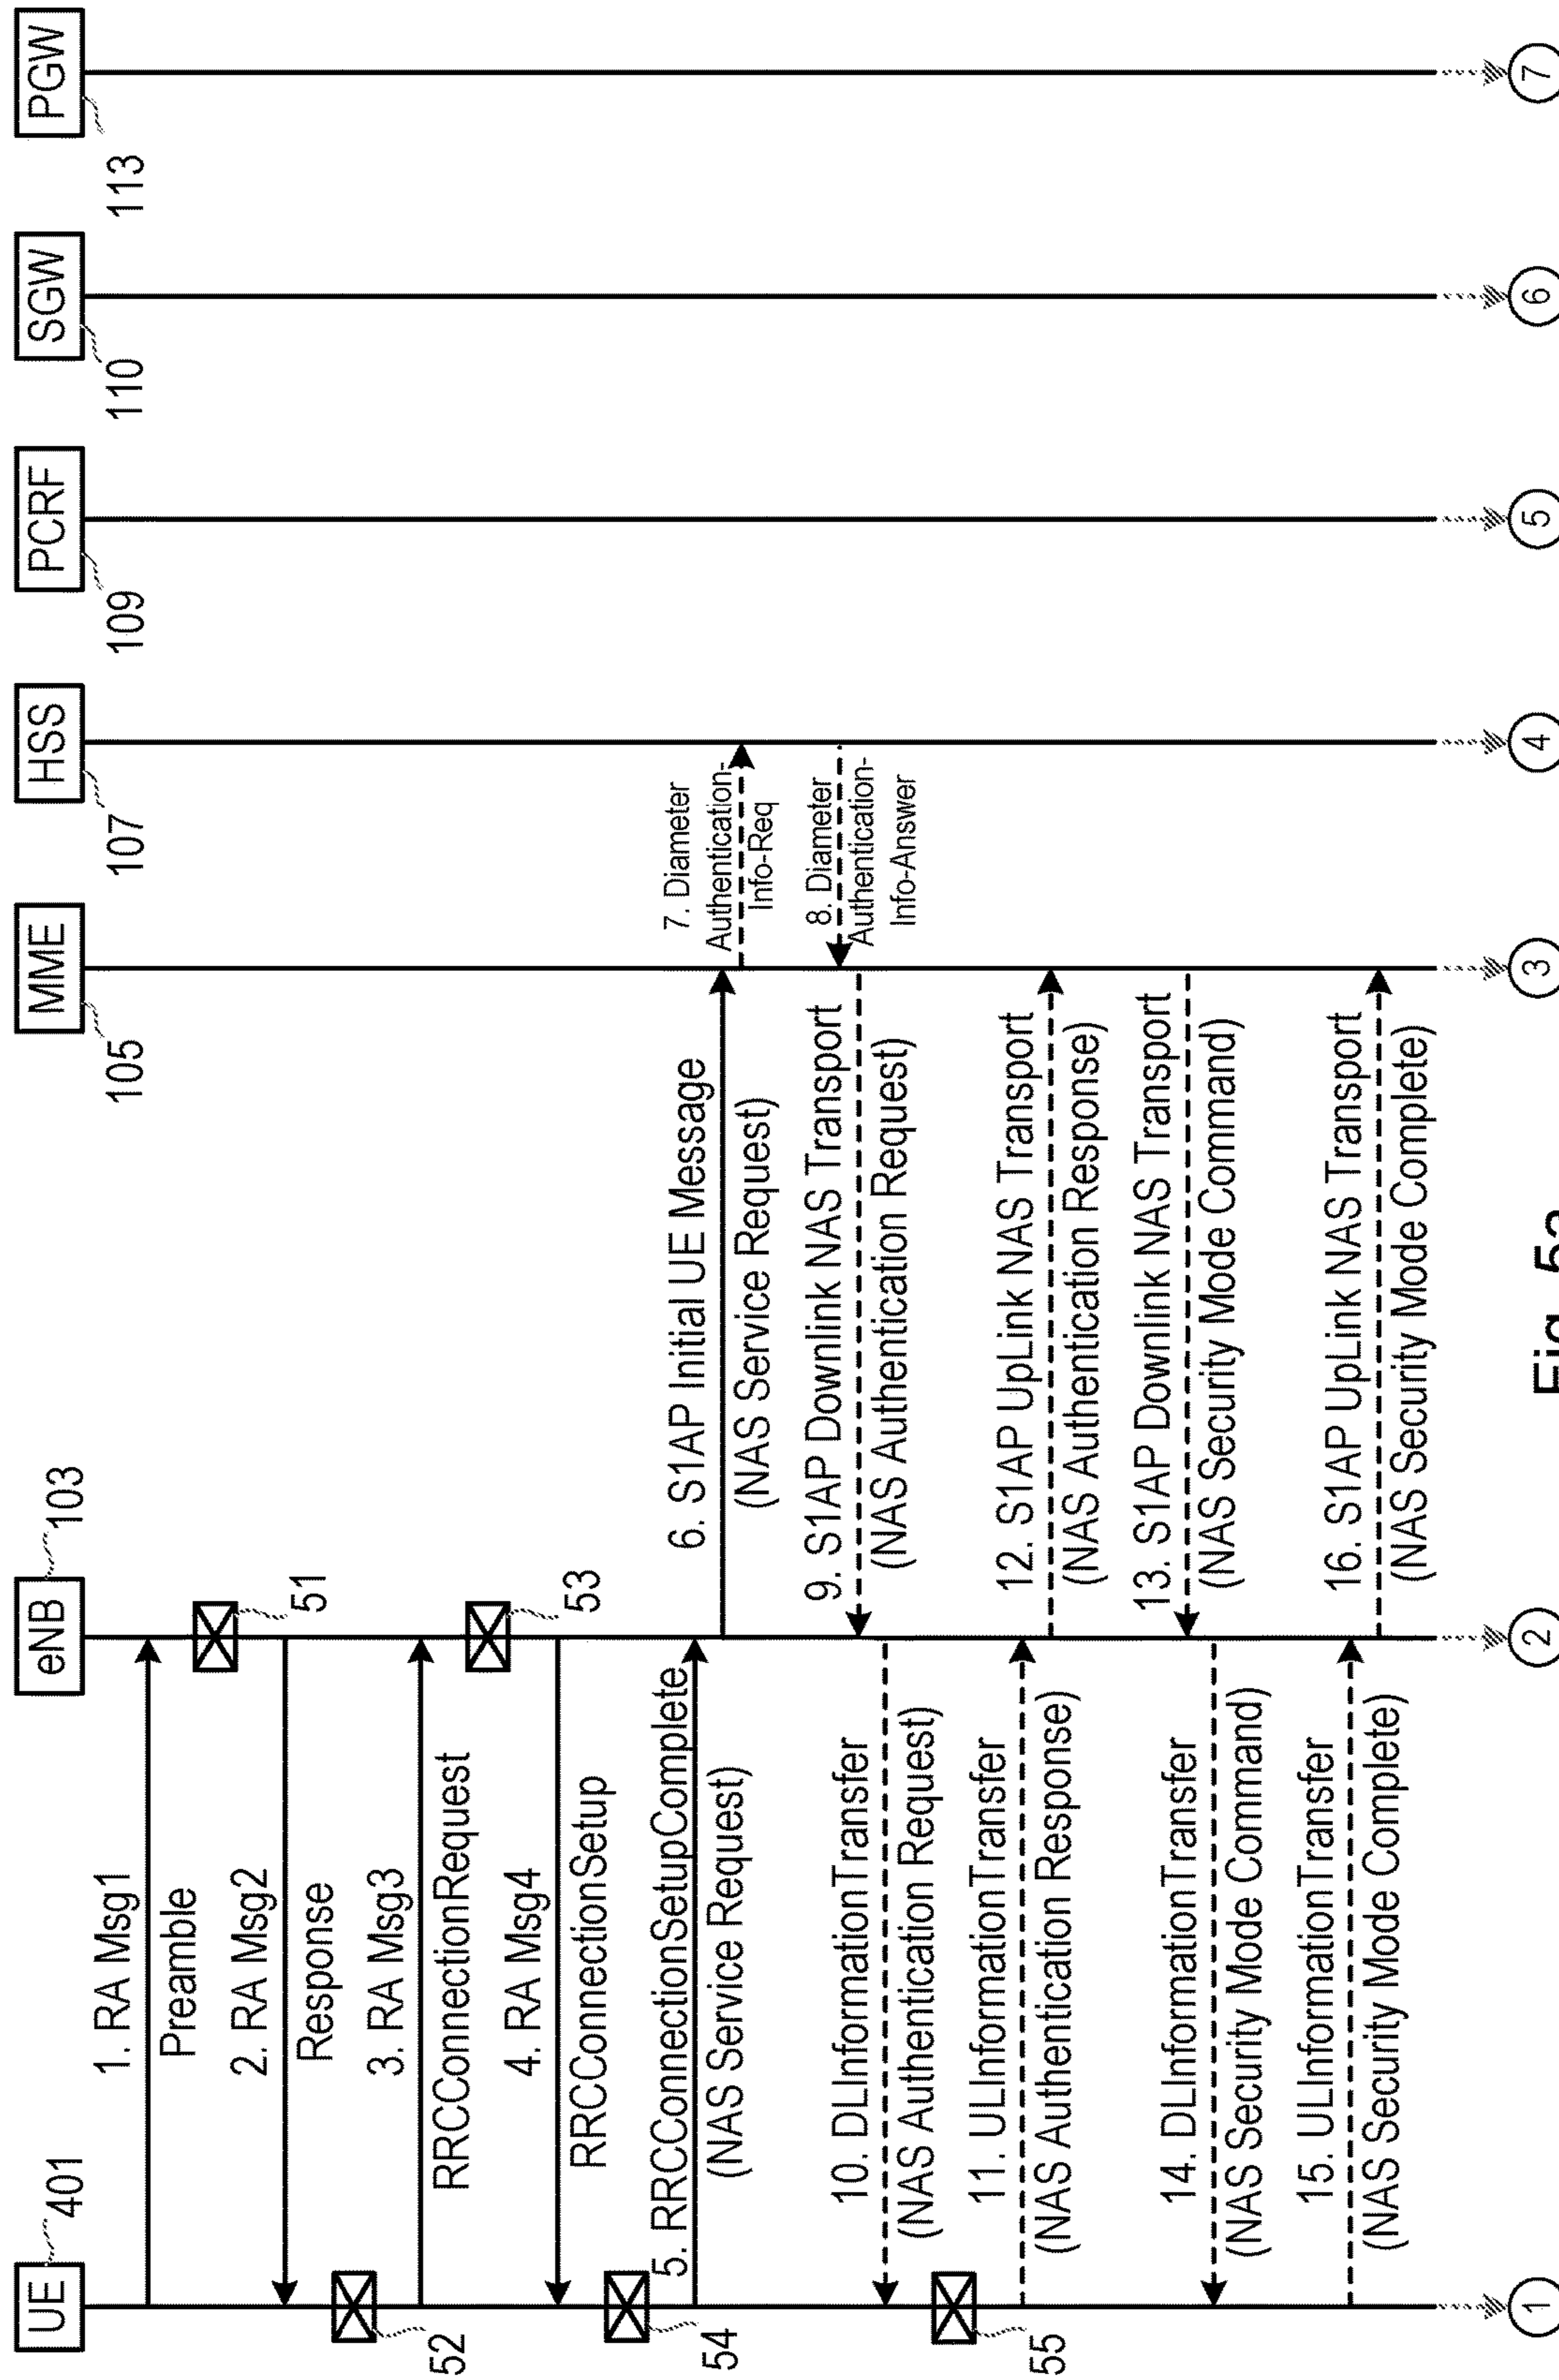 UE
401
eNB
103
MME
105
HSS
107
PCRF
109
SGW
110
PGW
113
1. RA Msg1
Preamble
51
2. RA Msg2
Response
52
3. RA Msg3
RRCConnectionRequest
53
4. RA Msg4
RRCConnectionSetup
54
5. RRCConnectionSetupComplete
(NAS Service Request)
6. S1AP Initial UE Message
(NAS Service Request)
7. Diameter
Authentication-
Info-Req
8. Diameter
Authentication-
Info-Answer
9. S1AP Downlink NAS Transport
(NAS Authentication Request)
10. DLInformationTransfer
(NAS Authentication Request)
55
11. ULInformationTransfer
(NAS Authentication Response)
12. S1AP UpLink NAS Transport
(NAS Authentication Response)
13. S1AP Downlink NAS Transport
(NAS Security Mode Command)
14. DLInformationTransfer
(NAS Security Mode Command)
15. ULInformationTransfer
(NAS Security Mode Complete)
16. S1AP UpLink NAS Transport
(NAS Security Mode Complete)
1
2
3
4
5
6
7
Fig. 5a